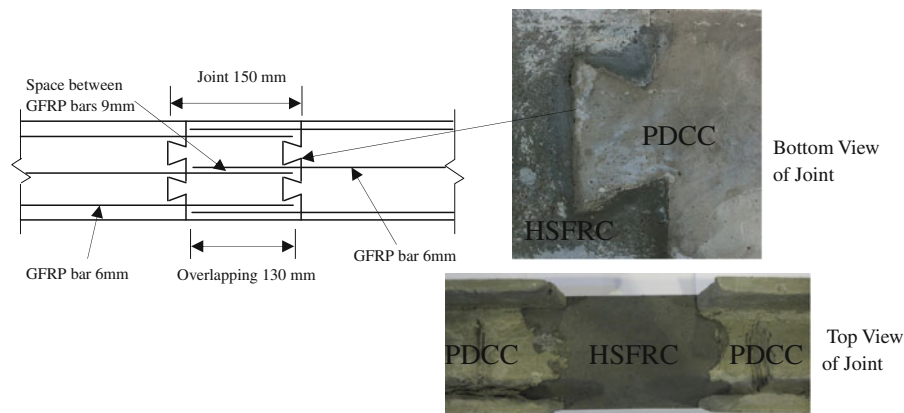 Joint 150 mm
Space between
GFRP bars 9mm
GFRP bar 6mm
Overlapping 130 mm
GFRP bar 6mm
PDCC
HSFRC
Bottom View
of Joint
PDCC
HSFRC
PDCC
Top View
of Joint